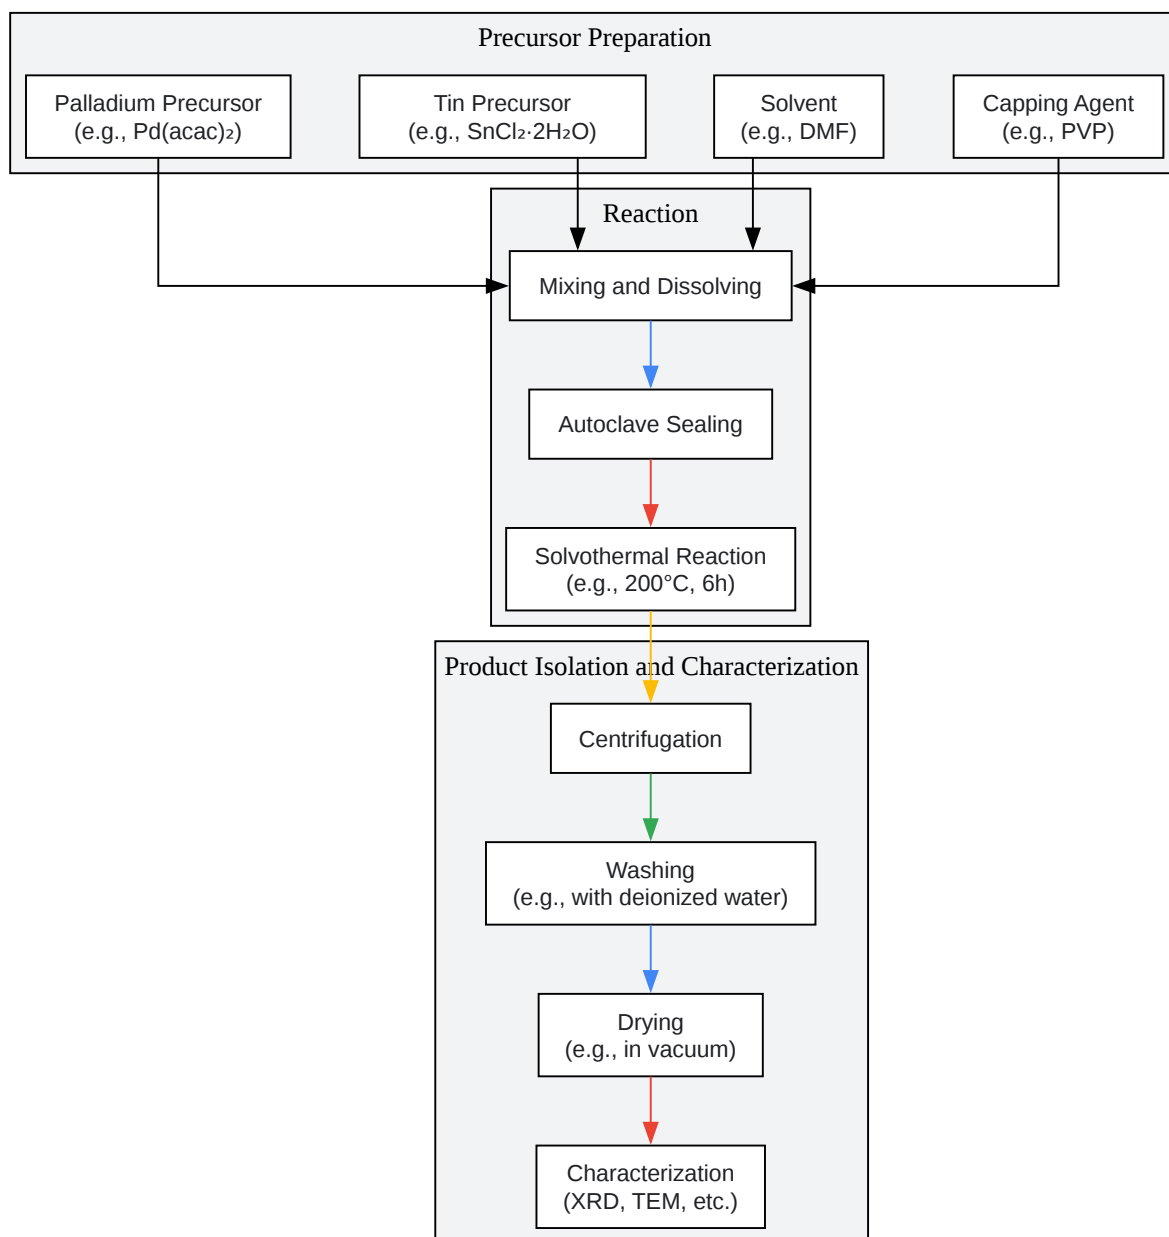 Precursor Preparation
Palladium Precursor
(e.g., Pd(acac)₂)
Tin Precursor
(e.g., SnCl₂·2H₂O)
Solvent
(e.g., DMF)
Capping Agent
(e.g., PVP)
Reaction
Mixing and Dissolving
Autoclave Sealing
Solvothermal Reaction
(e.g., 200°C, 6h)
Product Isolation and Characterization
Centrifugation
Washing
(e.g., with deionized water)
Drying
(e.g., in vacuum)
Characterization
(XRD, TEM, etc.)